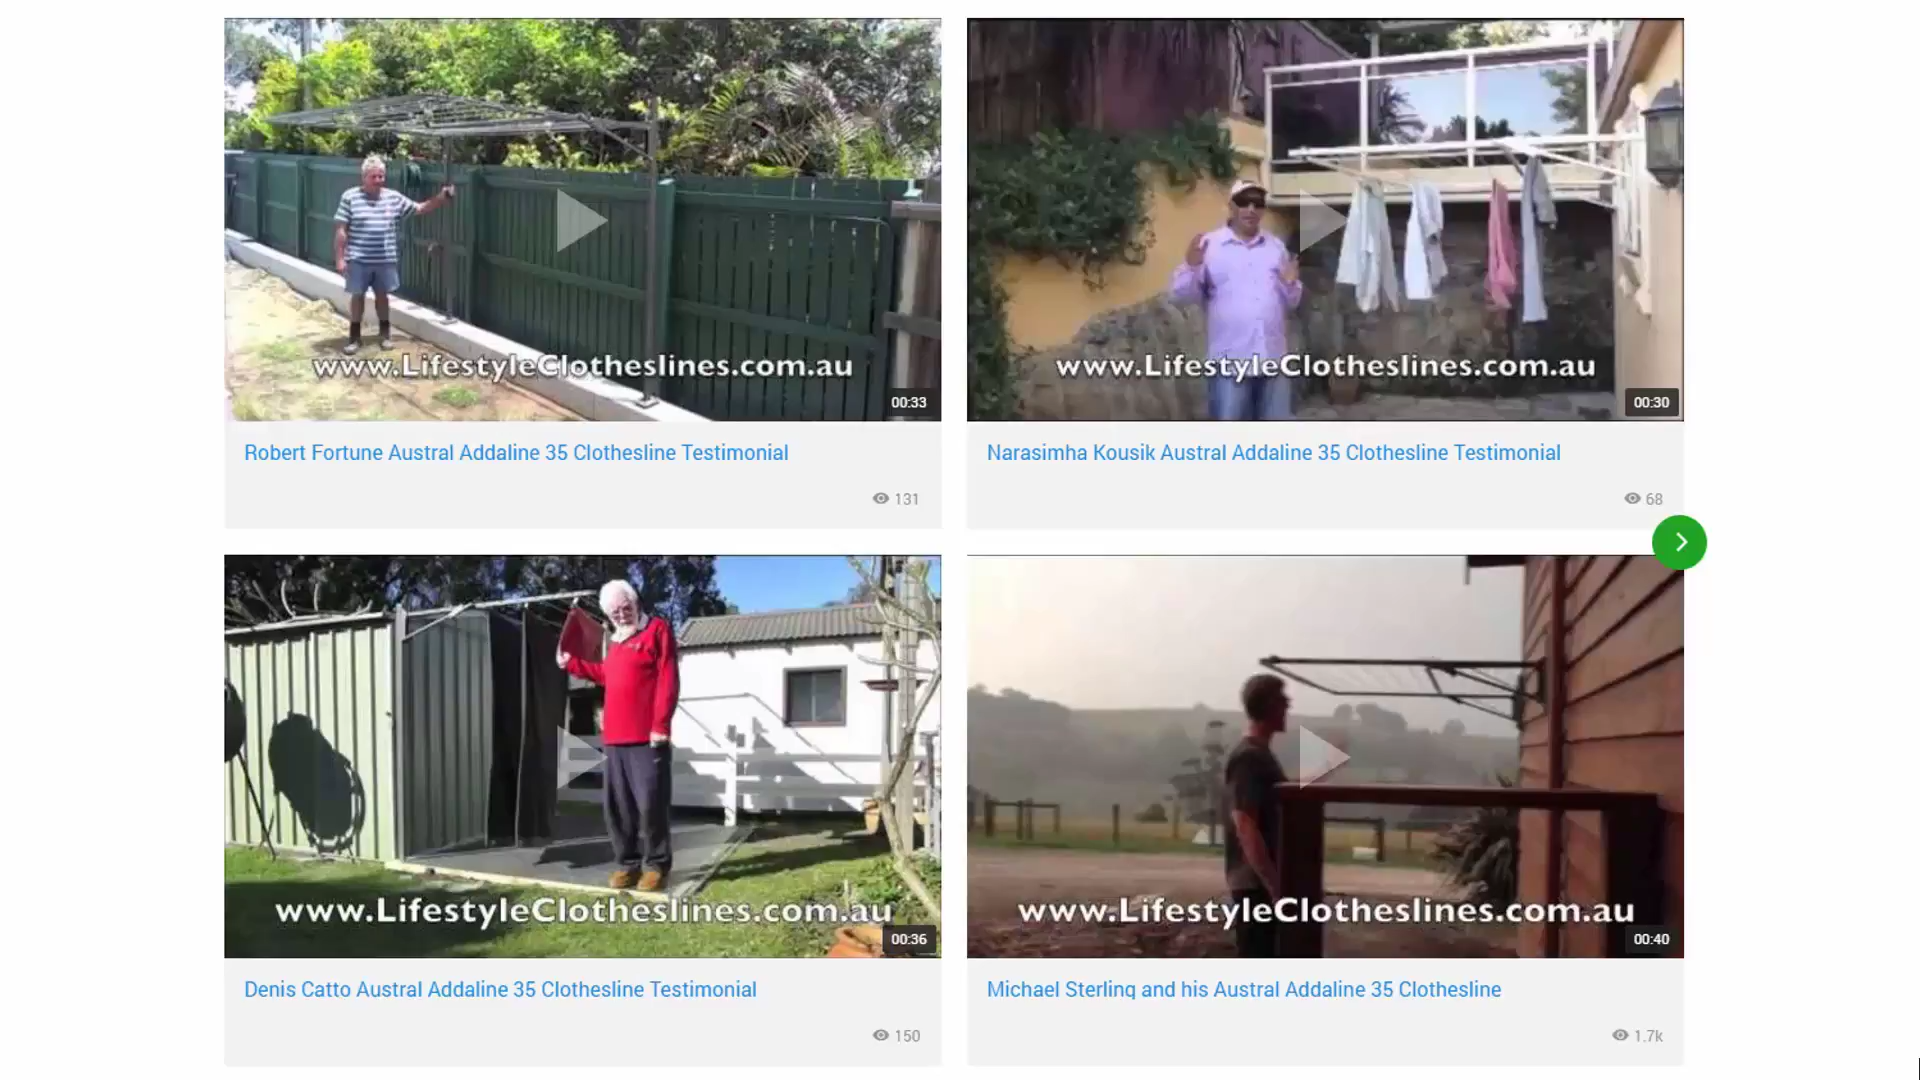 www.LifestyleClotheslines.com.au
00:33
Robert Fortune Austral Addaline 35 Clothesline Testimonial
131
www.LifestyleClotheslines.com.au
00:30
Narasimha Kousik Austral Addaline 35 Clothesline Testimonial
68
www.LifestyleClotheslines.com.au
00:36
Denis Catto Austral Addaline 35 Clothesline Testimonial
150
www.LifestyleClotheslines.com.au
00:40
Michael Sterling and his Austral Addaline 35 Clothesline
1.7k